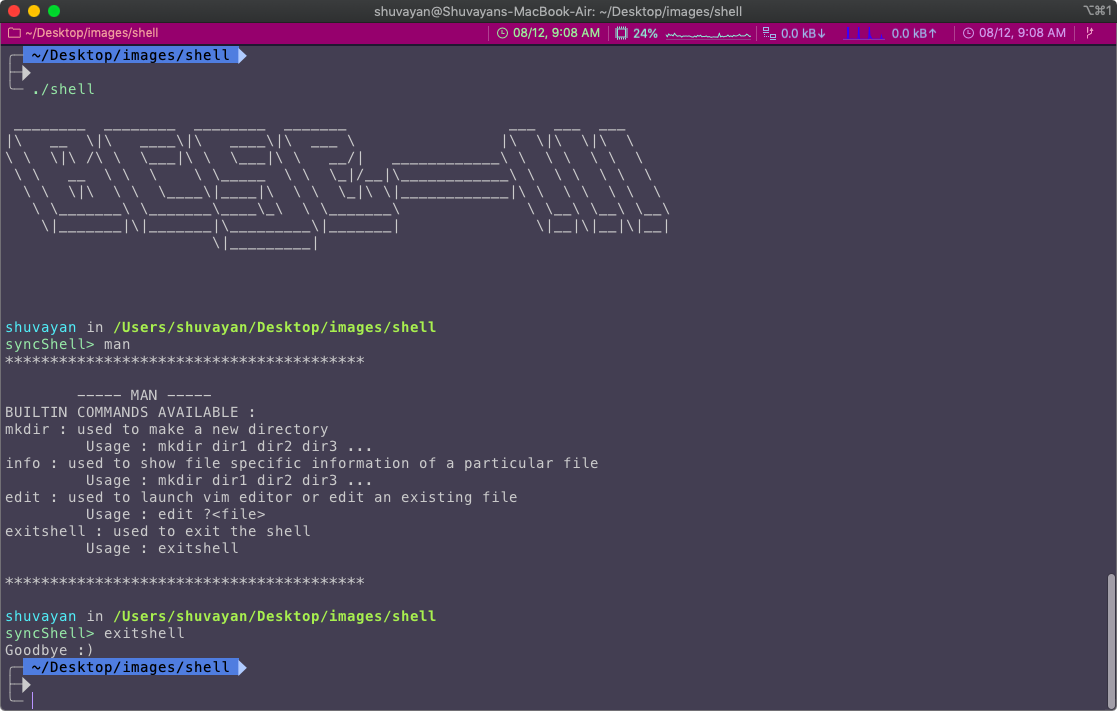 shuvayan@Shuvayans-MacBook-Air: ~/Desktop/images/shell
⌥⌘1
~/Desktop/images/shell
08/12, 9:08 AM
24%
0.0 kB↓
0.0 kB↑
08/12, 9:08 AM
~/Desktop/images/shell
./shell
shuvayan in /Users/shuvayan/Desktop/images/shell
syncShell> man
****************************************
----- MAN -----
BUILTIN COMMANDS AVAILABLE :
mkdir : used to make a new directory
Usage : mkdir dir1 dir2 dir3 ...
info : used to show file specific information of a particular file
Usage : mkdir dir1 dir2 dir3 ...
edit : used to launch vim editor or edit an existing file
Usage : edit ?<file>
exitshell : used to exit the shell
Usage : exitshell
****************************************
shuvayan in /Users/shuvayan/Desktop/images/shell
syncShell> exitshell
Goodbye :)
~/Desktop/images/shell